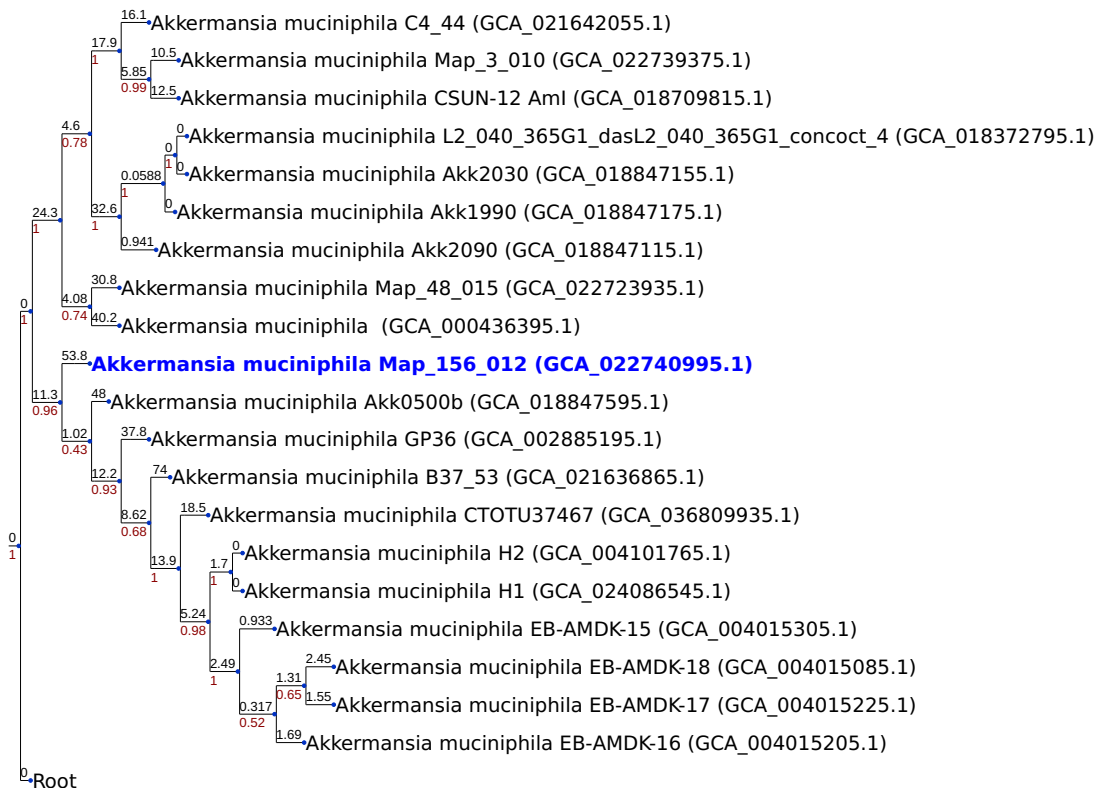 16.1 Akkermansia muciniphila C4_44 (GCA_021642055.1)
17.9
1
10.5 Akkermansia muciniphila Map_3_010 (GCA_022739375.1)
5.85
0.99
12.5 Akkermansia muciniphila CSUN-12 AmI (GCA_018709815.1)
4.6
0.78
0 Akkermansia muciniphila L2_040_365G1_dasL2_040_365G1_concoct_4 (GCA_018372795.1)
0
1
0 Akkermansia muciniphila Akk2030 (GCA_018847155.1)
0.0588
1
0 Akkermansia muciniphila Akk1990 (GCA_018847175.1)
32.6
1
0.941 Akkermansia muciniphila Akk2090 (GCA_018847115.1)
24.3
1
30.8 Akkermansia muciniphila Map_48_015 (GCA_022723935.1)
4.08
0.74
40.2 Akkermansia muciniphila (GCA_000436395.1)
0
1
53.8 Akkermansia muciniphila Map_156_012 (GCA_022740995.1)
11.3
0.96
48 Akkermansia muciniphila Akk0500b (GCA_018847595.1)
1.02
0.43
37.8 Akkermansia muciniphila GP36 (GCA_002885195.1)
12.2
0.93
74 Akkermansia muciniphila B37_53 (GCA_021636865.1)
8.62
0.68
18.5 Akkermansia muciniphila CTOTU37467 (GCA_036809935.1)
13.9
1
0 Akkermansia muciniphila H2 (GCA_004101765.1)
1.7
1
0 Akkermansia muciniphila H1 (GCA_024086545.1)
5.24
0.98
0.933 Akkermansia muciniphila EB-AMDK-15 (GCA_004015305.1)
2.49
1
2.45 Akkermansia muciniphila EB-AMDK-18 (GCA_004015085.1)
1.31
0.65
1.55 Akkermansia muciniphila EB-AMDK-17 (GCA_004015225.1)
0.317
0.52
1.69 Akkermansia muciniphila EB-AMDK-16 (GCA_004015205.1)
0
1
0 Root